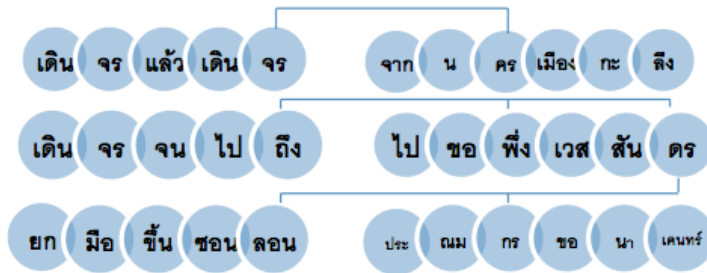 เดิน จร แล้ว เดิน จร จาก น คร เมือง กะ ลึง
เดิน จร จน ไป ถึง ไป ขอ พึ่ง เวส สัน ดร
ยก มือ ขึ้น ซอน ลอน ประ ณม กร ขอ นา เคนทร์